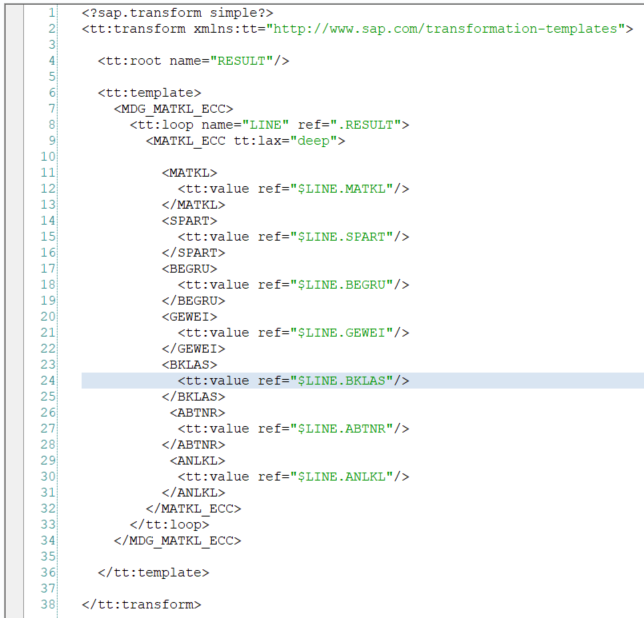 1 <?sap.transform simple?>
2 <tt:transform xmlns:tt="http://www.sap.com/transformation-templates">
3
4   <tt:root name="RESULT"/>
5
6   <tt:template>
7     <MDG_MATKL_ECC>
8       <tt:loop name="LINE" ref=".RESULT">
9         <MATKL_ECC tt:lax="deep">
10
11           <MATKL>
12             <tt:value ref="$LINE.MATKL"/>
13           </MATKL>
14           <SPART>
15             <tt:value ref="$LINE.SPART"/>
16           </SPART>
17           <BEGRU>
18             <tt:value ref="$LINE.BEGRU"/>
19           </BEGRU>
20           <GEWEI>
21             <tt:value ref="$LINE.GEWEI"/>
22           </GEWEI>
23           <BKLAS>
24             <tt:value ref="$LINE.BKLAS"/>
25           </BKLAS>
26            <ABTNR>
27             <tt:value ref="$LINE.ABTNR"/>
28           </ABTNR>
29            <ANLKL>
30             <tt:value ref="$LINE.ANLKL"/>
31           </ANLKL>
32         </MATKL_ECC>
33       </tt:loop>
34     </MDG_MATKL_ECC>
35
36   </tt:template>
37
38 </tt:transform>